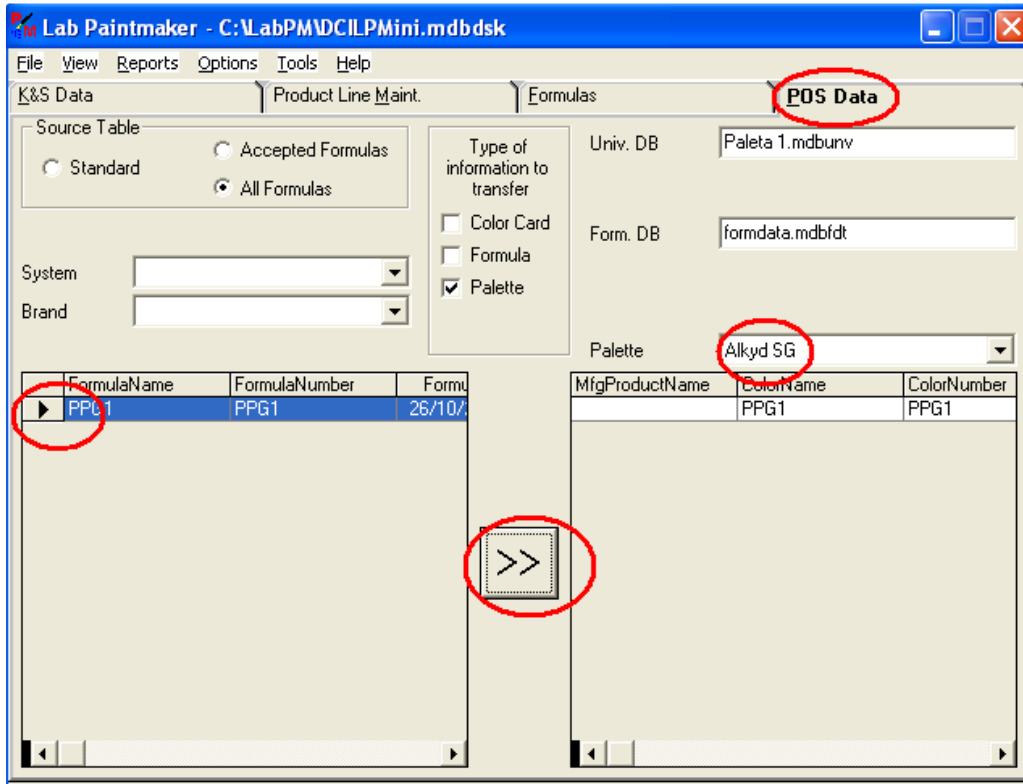 Lab Paintmaker - C:\LabPM\DCILPMini.mdbdsk
File View Reports Options Tools Help
K&S Data Product Line Maint. Formulas POS Data
Source Table
Standard
Accepted Formulas
All Formulas
Type of
information to
transfer
Color Card
Formula
Palette
Univ. DB Paleta 1.mdbunv
Form. DB formdata.mdbfdt
System
Brand
Palette Alkyd SG
FormulaName FormulaNumber Formu
PPG1 PPG1 26/10/
MfgProductName ColorName ColorNumber
PPG1 PPG1
>>